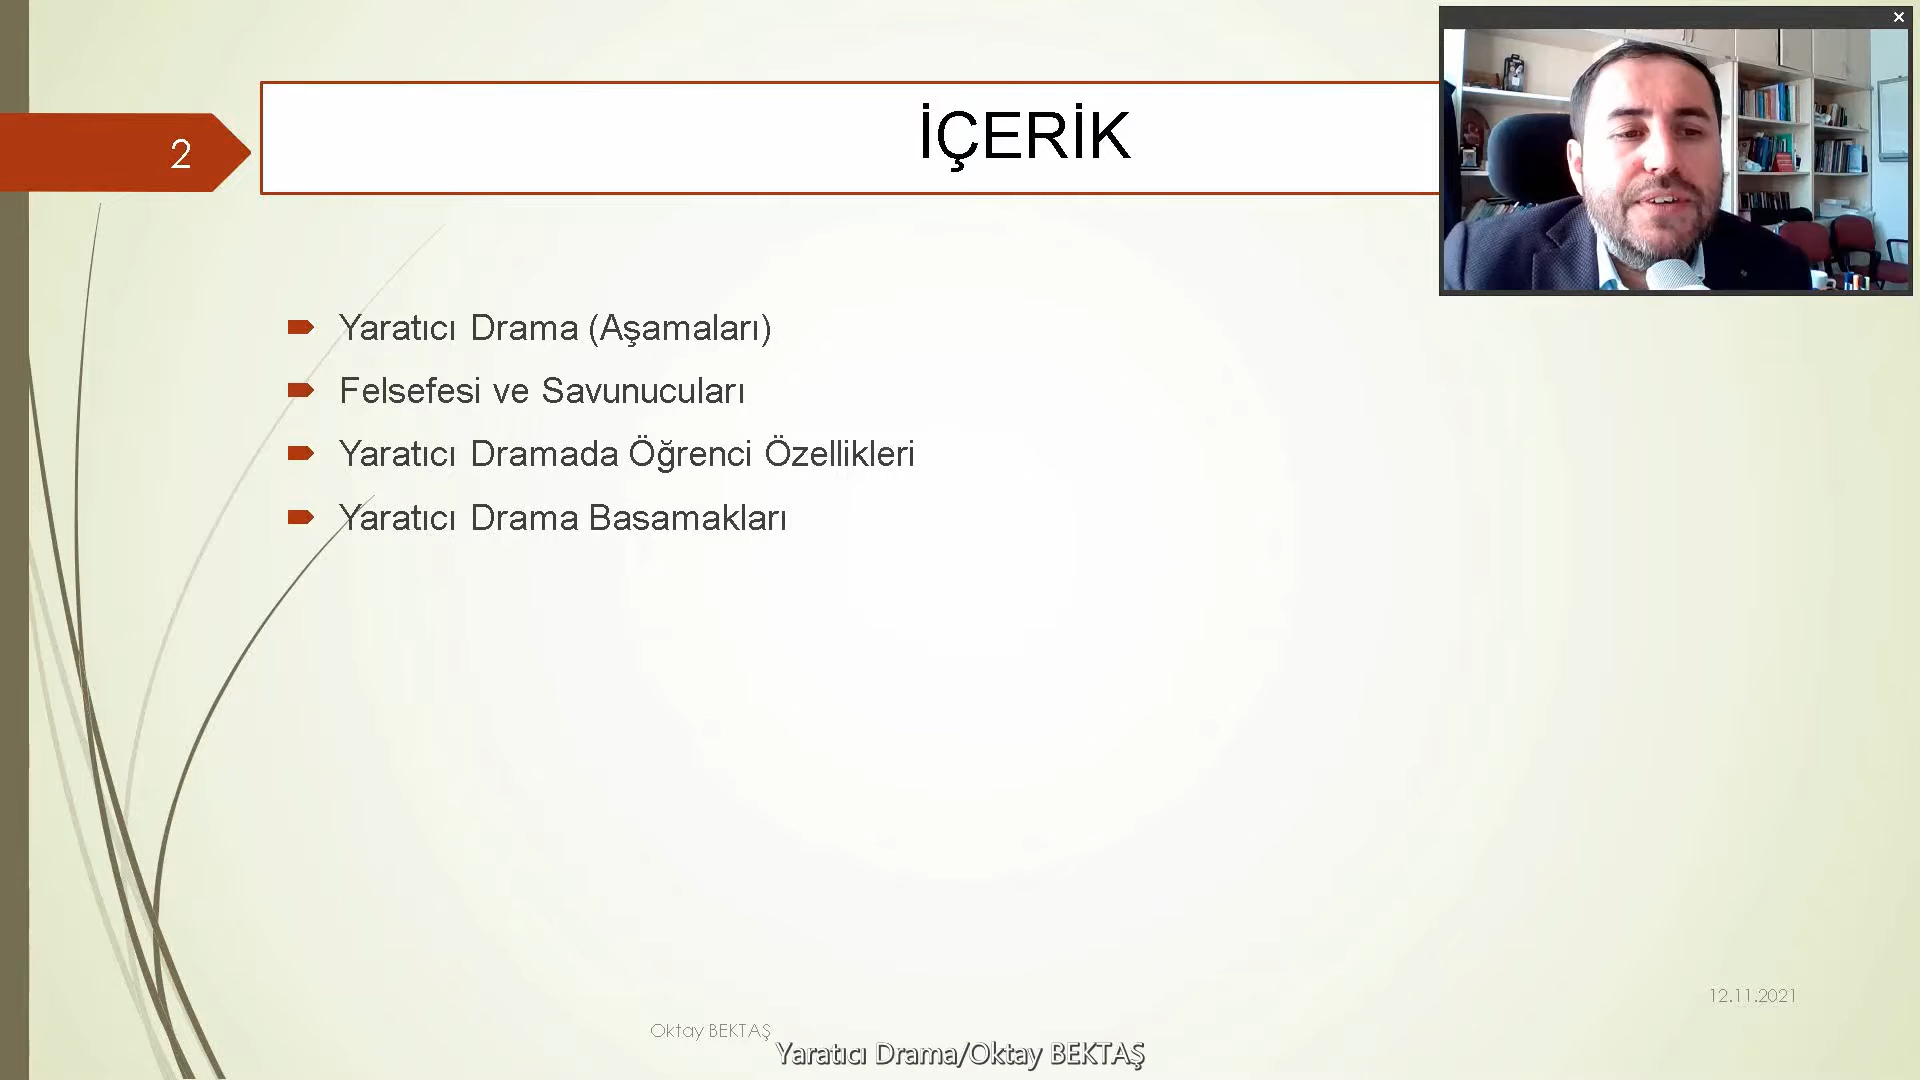 2
İÇERİK
Yaratıcı Drama (Aşamaları)
Felsefesi ve Savunucuları
Yaratıcı Dramada Öğrenci Özellikleri
Yaratıcı Drama Basamakları
12.11.2021
Oktay BEKTAŞ
Yaratıcı Drama/Oktay BEKTAŞ